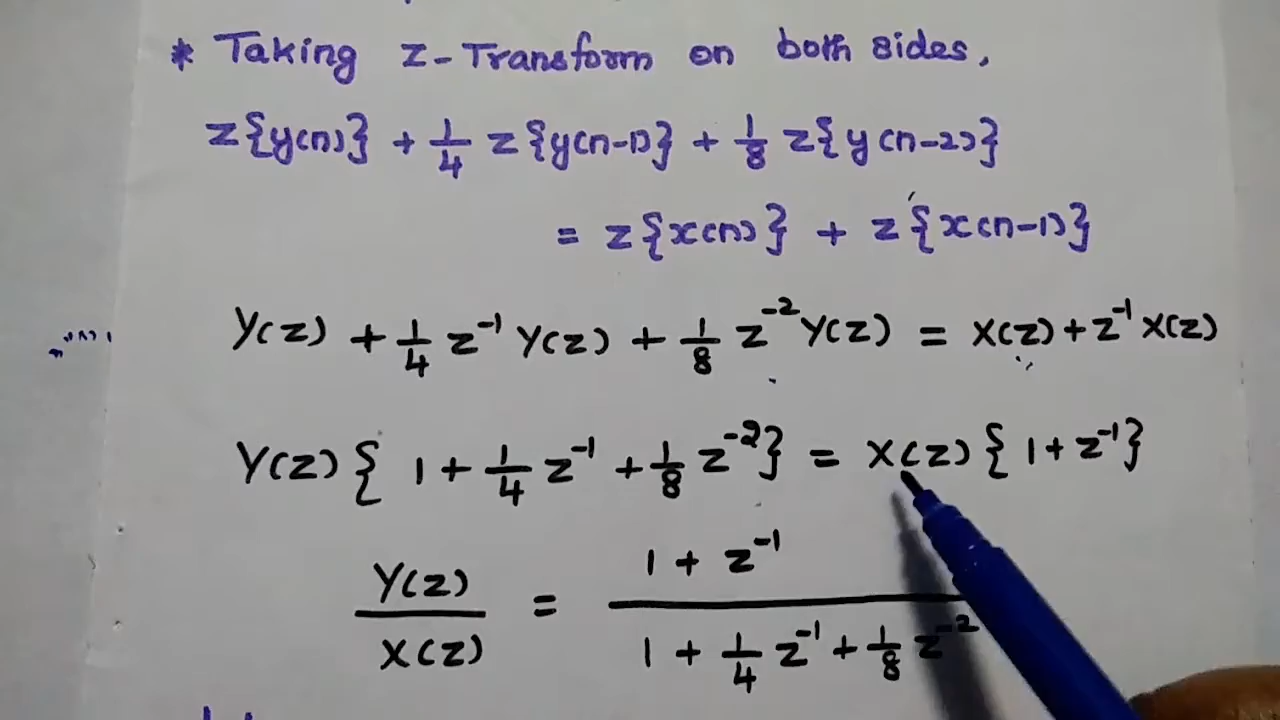 * Taking Z-Transform on both sides,
Z{y(n)} + 1/4 Z{y(n-1)} + 1/8 Z{y(n-2)}
= Z{x(n)} + Z{x(n-1)}
Y(z) + 1/4 z⁻¹ Y(z) + 1/8 z⁻² Y(z) = X(z) + z⁻¹ X(z)
Y(z) { 1 + 1/4 z⁻¹ + 1/8 z⁻² } = X(z) { 1 + z⁻¹ }
Y(z)/X(z) = (1 + z⁻¹)/(1 + 1/4 z⁻¹ + 1/8 z⁻²)